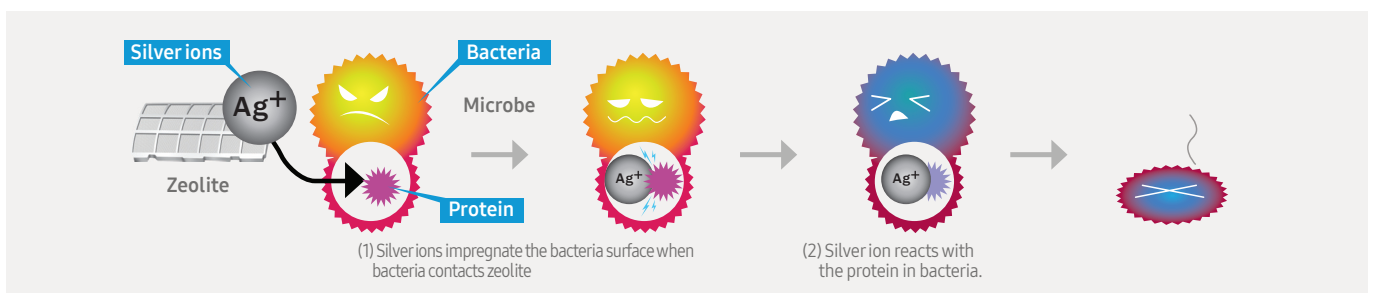 Silver ions
Bacteria
Ag+
Microbe
Zeolite
Protein
Ag+
Ag+
(1) Silver ions impregnate the bacteria surface when
bacteria contacts zeolite
(2) Silver ion reacts with
the protein in bacteria.